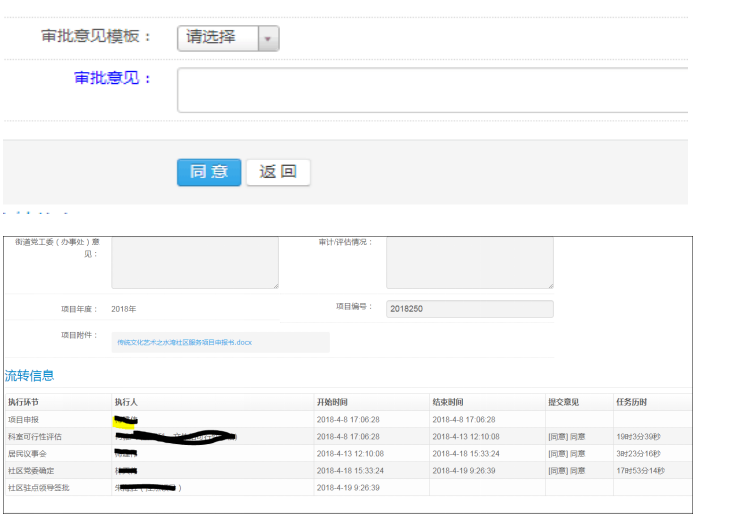 审批意见模板： 请选择
审批意见：
同意 返回
街道党工委（办事处）意见： 审计/评估情况：
项目年度： 2018年 项目编号： 2018250
项目附件： 传统文化艺术之水湾社区服务项目申报书.docx
流转信息
执行环节 执行人 开始时间 结束时间 提交意见 任务历时
项目申报 2018-4-8 17:06:28 2018-4-8 17:06:28
科室可行性评估 2018-4-8 17:06:28 2018-4-13 12:10:08 [同意] 同意 19时3分39秒
居民议事会 2018-4-13 12:10:08 2018-4-18 15:33:24 [同意] 同意 3时23分16秒
社区党委确定 2018-4-18 15:33:24 2018-4-19 9:26:39 [同意] 同意 17时53分14秒
社区驻点领导签批 2018-4-19 9:26:39